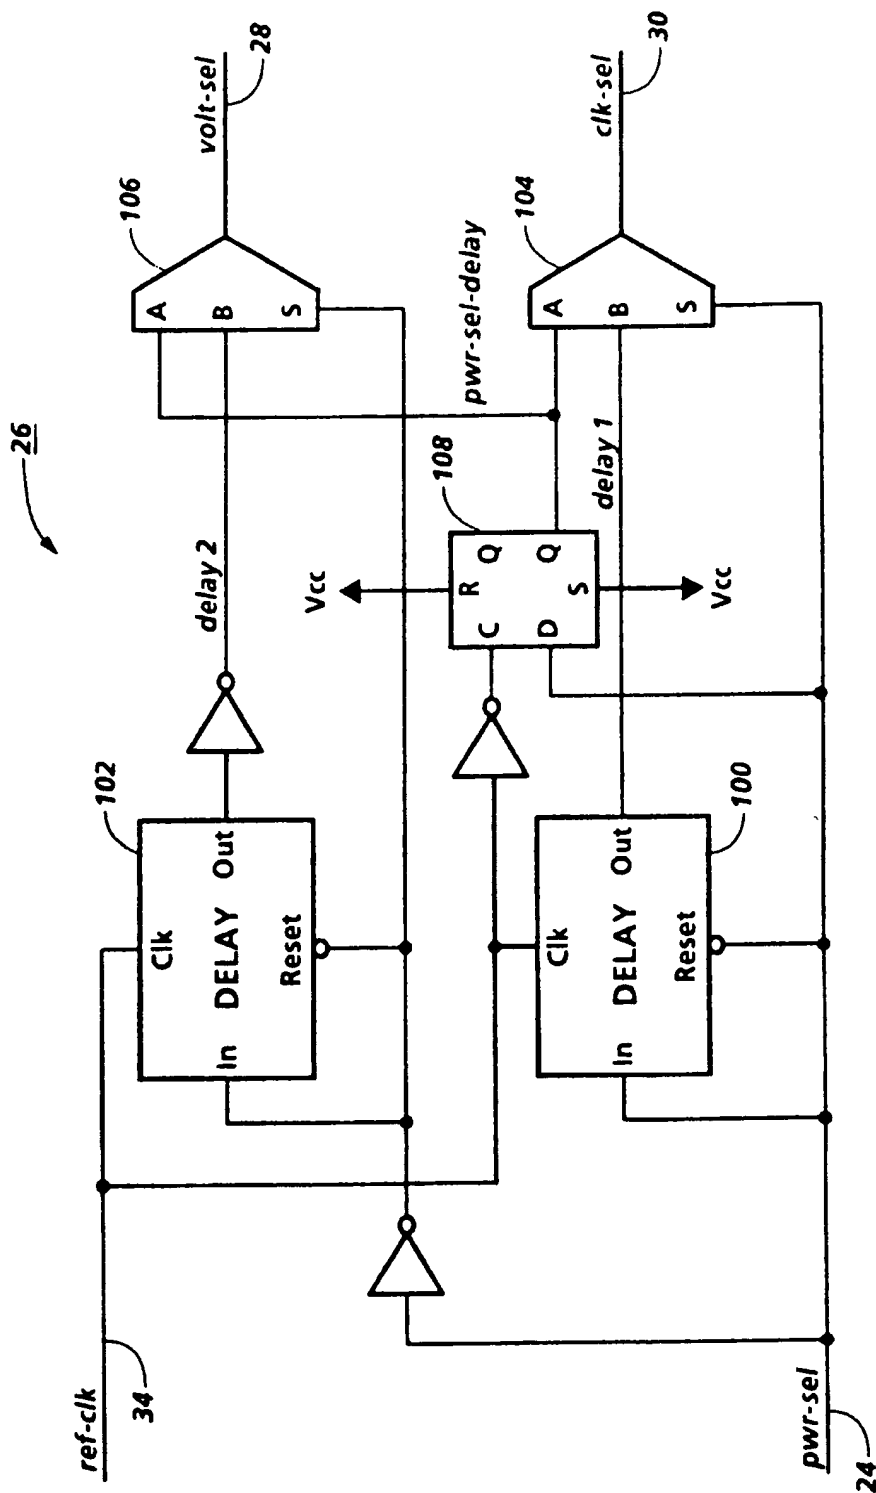 26
ref-clk
34
Clk
In
DELAY
Out
Reset
102
delay 2
A
B
S
106
volt-sel
28
Vcc
R
C
Q
D
Q
S
108
Vcc
pwr-sel-delay
Clk
In
DELAY
Out
Reset
100
delay 1
A
B
S
104
clk-sel
30
pwr-sel
24